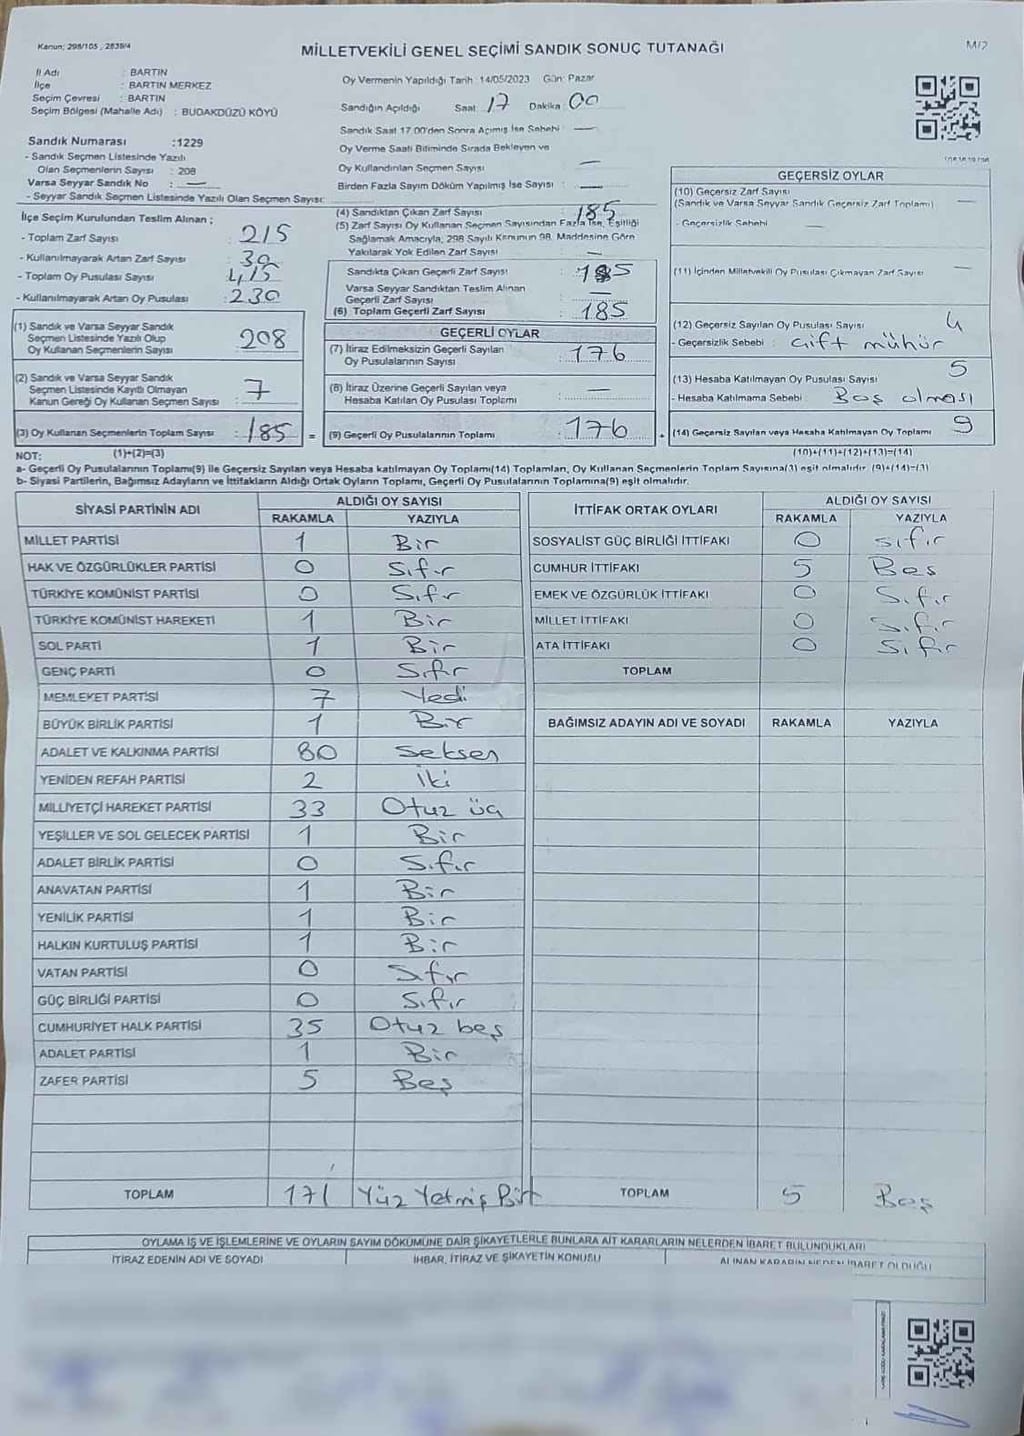 Kanun; 298/105 , 2839/4
MİLLETVEKİLİ GENEL SEÇİMİ SANDIK SONUÇ TUTANAĞI
M/2
İl Adı : BARTIN
İlçe : BARTIN MERKEZ
Seçim Çevresi : BARTIN
Seçim Bölgesi (Mahalle Adı) : BUDAKDÜZÜ KÖYÜ
Oy Vermenin Yapıldığı Tarih :14/05/2023 Gün: Pazar
Sandığın Açıldığı Saat : 17 Dakika : 00
Sandık Saat 17.00'den Sonra Açılmış İse Sebebi : —
Oy Verme Saati Bitiminde Sırada Bekleyen ve
Oy Kullandırılan Seçmen Sayısı : —
Birden Fazla Sayım Döküm Yapılmış İse Sayısı : —
Sandık Numarası :1229
- Sandık Seçmen Listesinde Yazılı
Olan Seçmenlerin Sayısı : 208
Varsa Seyyar Sandık No : —
- Seyyar Sandık Seçmen Listesinde Yazılı Olan Seçmen Sayısı:
İlçe Seçim Kurulundan Teslim Alınan ;
- Toplam Zarf Sayısı : 215
- Kullanılmayarak Artan Zarf Sayısı : 30
- Toplam Oy Pusulası Sayısı : 415
- Kullanılmayarak Artan Oy Pusulası : 230
(1) Sandık ve Varsa Seyyar Sandık
Seçmen Listesinde Yazılı Olup
Oy Kullanan Seçmenlerin Sayısı : 208
(2) Sandık ve Varsa Seyyar Sandık
Seçmen Listesinde Kayıtlı Olmayan
Kanun Gereği Oy Kullanan Seçmen Sayısı : 7
(3) Oy Kullanan Seçmenlerin Toplam Sayısı : 185 =
(1)+(2)=(3)
(4) Sandıktan Çıkan Zarf Sayısı : 185
(5) Zarf Sayısı Oy Kullanan Seçmen Sayısından Fazla İse, Eşitliği
Sağlamak Amacıyla, 298 Sayılı Kanunun 98. Maddesine Göre
Yakılarak Yok Edilen Zarf Sayısı : —
Sandıkta Çıkan Geçerli Zarf Sayısı : 185
Varsa Seyyar Sandıktan Teslim Alınan
Geçerli Zarf Sayısı : —
(6) Toplam Geçerli Zarf Sayısı : 185
GEÇERLİ OYLAR
(7) İtiraz Edilmeksizin Geçerli Sayılan
Oy Pusulalarının Sayısı : 176
(8) İtiraz Üzerine Geçerli Sayılan veya
Hesaba Katılan Oy Pusulası Toplamı : —
(9) Geçerli Oy Pusulalarının Toplamı : 176 +
GEÇERSİZ OYLAR
(10) Geçersiz Zarf Sayısı
(Sandık ve Varsa Seyyar Sandık Geçersiz Zarf Toplamı) : —
- Geçersizlik Sebebi : —
(11) İçinden Milletvekili Oy Pusulası Çıkmayan Zarf Sayısı : —
(12) Geçersiz Sayılan Oy Pusulası Sayısı : 4
- Geçersizlik Sebebi : Çift mühür
(13) Hesaba Katılmayan Oy Pusulası Sayısı 5
- Hesaba Katılmama Sebebi : Boş olması
(14) Geçersiz Sayılan veya Hesaba Katılmayan Oy Toplamı : 9
(10)+(11)+(12)+(13)=(14)
NOT:
a- Geçerli Oy Pusulalarının Toplamı(9) ile Geçersiz Sayılan veya Hesaba katılmayan Oy Toplamı(14) Toplamları, Oy Kullanan Seçmenlerin Toplam Sayısına(3) eşit olmalıdır. (9)+(14)=(3)
b- Siyasi Partilerin, Bağımsız Adayların ve İttifakların Aldığı Ortak Oyların Toplamı, Geçerli Oy Pusulalarının Toplamına(9) eşit olmalıdır.
SİYASİ PARTİNİN ADI ALDIĞI OY SAYISI
RAKAMLA YAZIYLA
MİLLET PARTİSİ 1 Bir
HAK VE ÖZGÜRLÜKLER PARTİSİ 0 Sıfır
TÜRKİYE KOMÜNİST PARTİSİ 0 Sıfır
TÜRKİYE KOMÜNİST HAREKETİ 1 Bir
SOL PARTİ 1 Bir
GENÇ PARTİ 0 Sıfır
MEMLEKET PARTİSİ 7 Yedi
BÜYÜK BİRLİK PARTİSİ 1 Bir
ADALET VE KALKINMA PARTİSİ 80 Seksen
YENİDEN REFAH PARTİSİ 2 İki
MİLLİYETÇİ HAREKET PARTİSİ 33 Otuz üç
YEŞİLLER VE SOL GELECEK PARTİSİ 1 Bir
ADALET BİRLİK PARTİSİ 0 Sıfır
ANAVATAN PARTİSİ 1 Bir
YENİLİK PARTİSİ 1 Bir
HALKIN KURTULUŞ PARTİSİ 1 Bir
VATAN PARTİSİ 0 Sıfır
GÜÇ BİRLİĞİ PARTİSİ 0 Sıfır
CUMHURİYET HALK PARTİSİ 35 Otuz beş
ADALET PARTİSİ 1 Bir
ZAFER PARTİSİ 5 Beş
TOPLAM 171 Yüz Yetmiş Bir
İTTİFAK ORTAK OYLARI ALDIĞI OY SAYISI
RAKAMLA YAZIYLA
SOSYALİST GÜÇ BİRLİĞİ İTTİFAKI 0 Sıfır
CUMHUR İTTİFAKI 5 Beş
EMEK VE ÖZGÜRLÜK İTTİFAKI 0 Sıfır
MİLLET İTTİFAKI 0 Sıfır
ATA İTTİFAKI 0 Sıfır
TOPLAM
BAĞIMSIZ ADAYIN ADI VE SOYADI RAKAMLA YAZIYLA
TOPLAM 5 Beş
OYLAMA İŞ VE İŞLEMLERİNE VE OYLARIN SAYIM DÖKÜMÜNE DAİR ŞİKAYETLERLE BUNLARA AİT KARARLARIN NELERDEN İBARET BULUNDUKLARI
İTİRAZ EDENİN ADI VE SOYADI İHBAR, İTİRAZ VE ŞİKAYETİN KONUSU ALINAN KARARIN NEDEN İBARET OLDUĞU